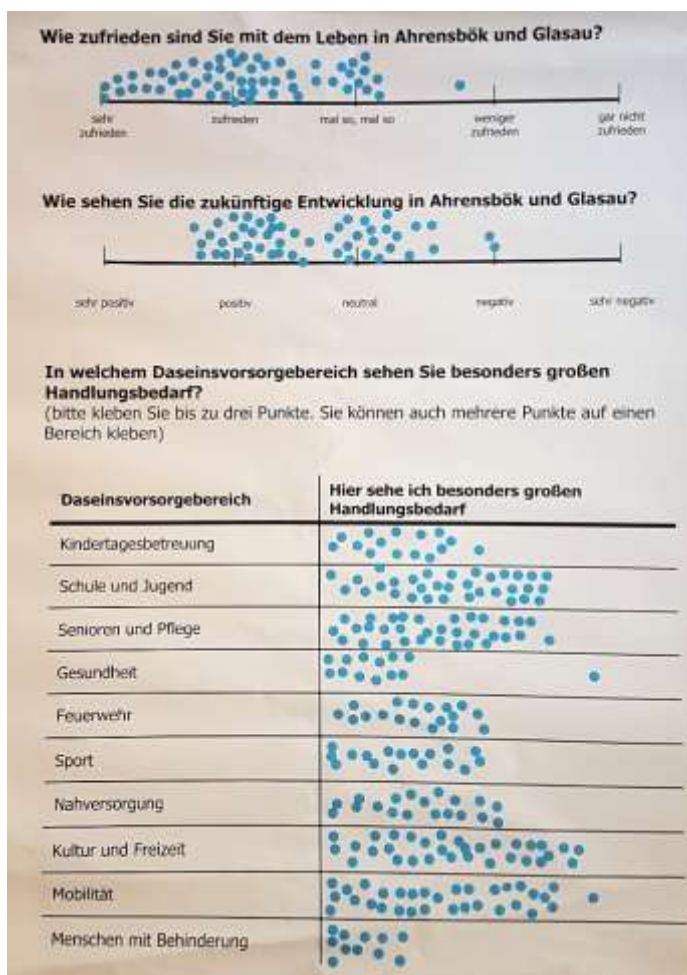 Wie zufrieden sind Sie mit dem Leben in Ahrensbök und Glasau?
sehr zufrieden
zufrieden
mal so, mal so
weniger zufrieden
gar nicht zufrieden
Wie sehen Sie die zukünftige Entwicklung in Ahrensbök und Glasau?
sehr positiv
positiv
neutral
negativ
sehr negativ
In welchem Daseinsvorsorgebereich sehen Sie besonders großen
Handlungsbedarf?
(bitte kleben Sie bis zu drei Punkte. Sie können auch mehrere Punkte auf einen
Bereich kleben)
Daseinsvorsorgebereich
Hier sehe ich besonders großen
Handlungsbedarf
Kindertagesbetreuung
Schule und Jugend
Senioren und Pflege
Gesundheit
Feuerwehr
Sport
Nahversorgung
Kultur und Freizeit
Mobilität
Menschen mit Behinderung